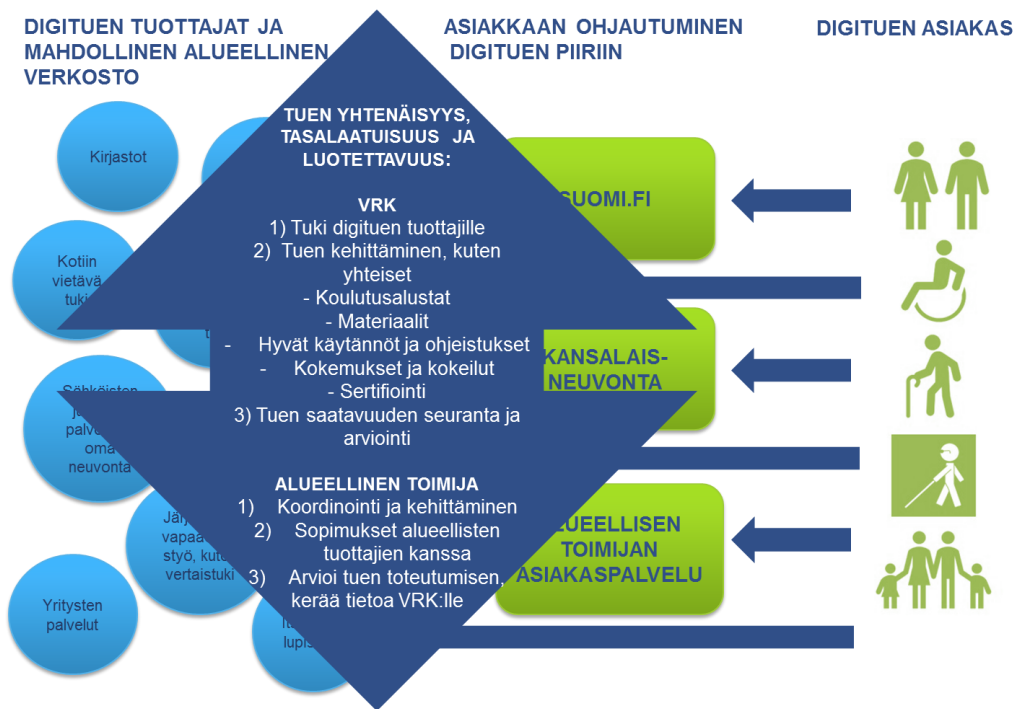 DIGITUEN TUOTTAJAT JA
MAHDOLLINEN ALUEELLINEN
VERKOSTO
ASIAKKAAN OHJAUTUMINEN
DIGITUEN PIIRIIN
DIGITUEN ASIAKAS
Kirjastot
Kotiin
vietävä
neuvonta
vertaistuki
Yritysten
palvelut
TUEN YHTENÄISYYS,
TASALAATUISUUS JA
LUOTETTAVUUS:
VRK
1) Tuki digituen tuottajille
2) Tuen kehittäminen, kuten
yhteiset
- Koulutusalustat
- Materiaalit
- Hyvät käytännöt ja ohjeistukset
- Kokemukset ja kokeilut
- Sertifiointi
3) Tuen saatavuuden seuranta ja
arviointi
ALUEELLINEN TOIMIJA
1) Koordinointi ja kehittäminen
2) Sopimukset alueellisten
tuottajien kanssa
3) Arvioi tuen toteutumisen,
kerää tietoa VRK:lle
SUOMI.FI
KANSALAIS-
NEUVONTA
ALUEELLISEN
TOIMIJAN
ASIAKASPALVELU